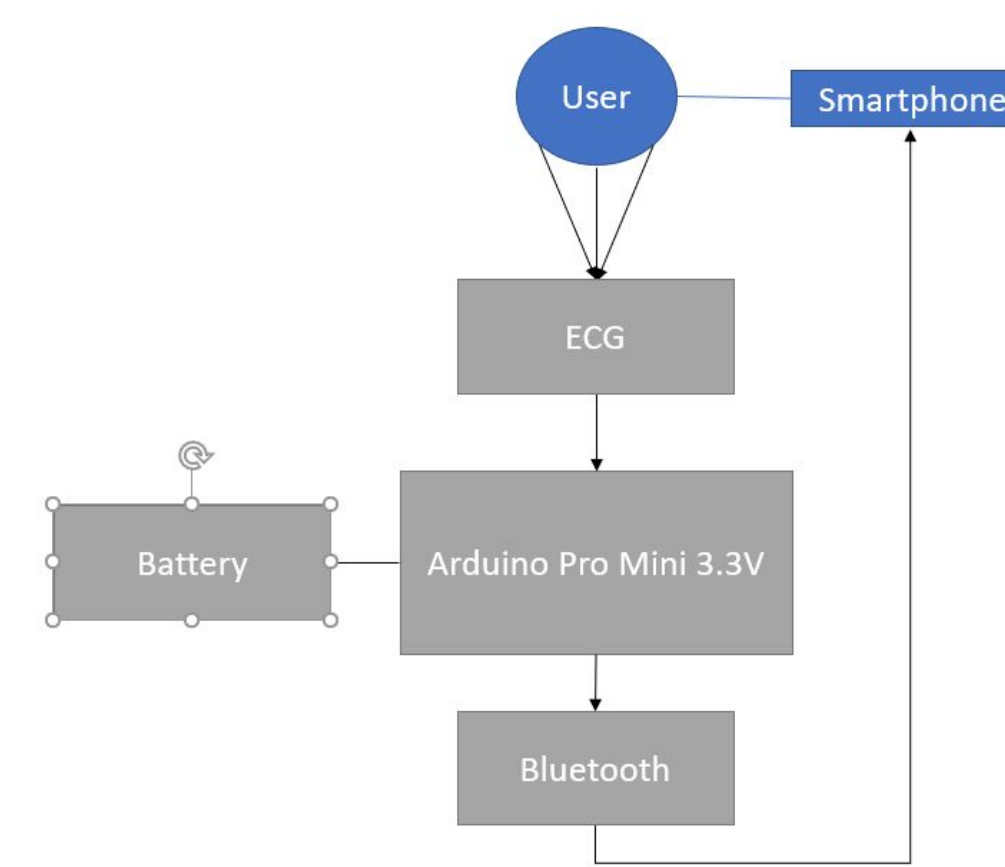 User
Smartphone
ECG
Battery
Arduino Pro Mini 3.3V
Bluetooth